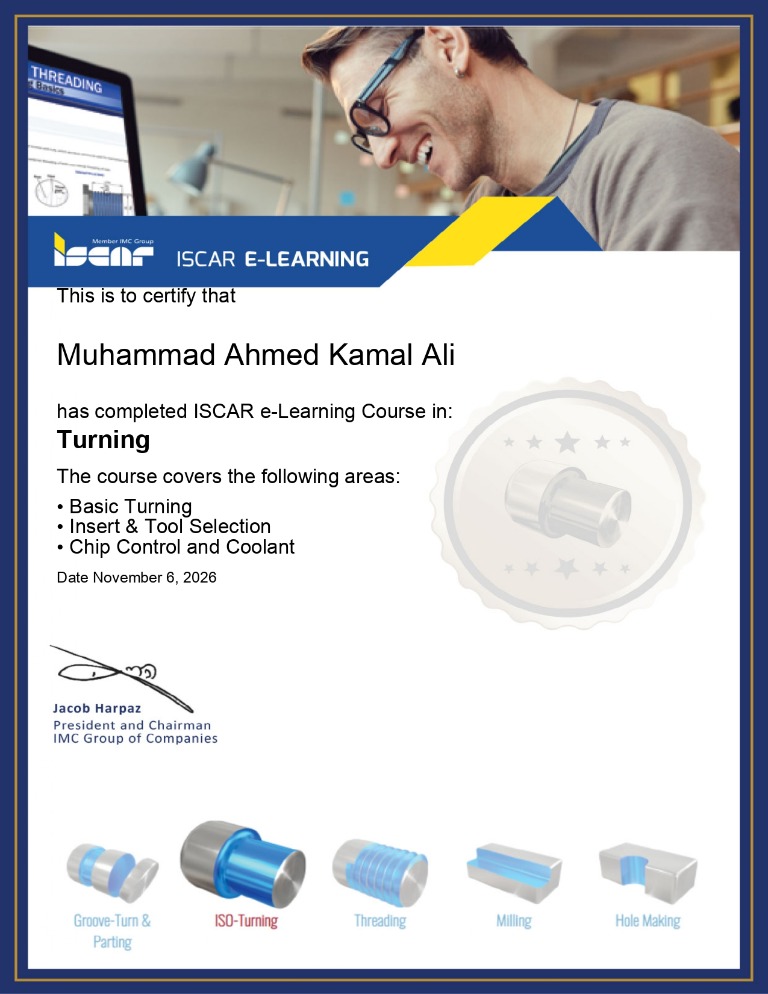 THREADING
Basics
Member IMC Group
iscar
ISCAR E-LEARNING
This is to certify that
Muhammad Ahmed Kamal Ali
has completed ISCAR e-Learning Course in:
Turning
The course covers the following areas:
• Basic Turning
• Insert & Tool Selection
• Chip Control and Coolant
Date November 6, 2026
Jacob Harpaz
President and Chairman
IMC Group of Companies
Groove-Turn &
Parting
ISO-Turning
Threading
Milling
Hole Making